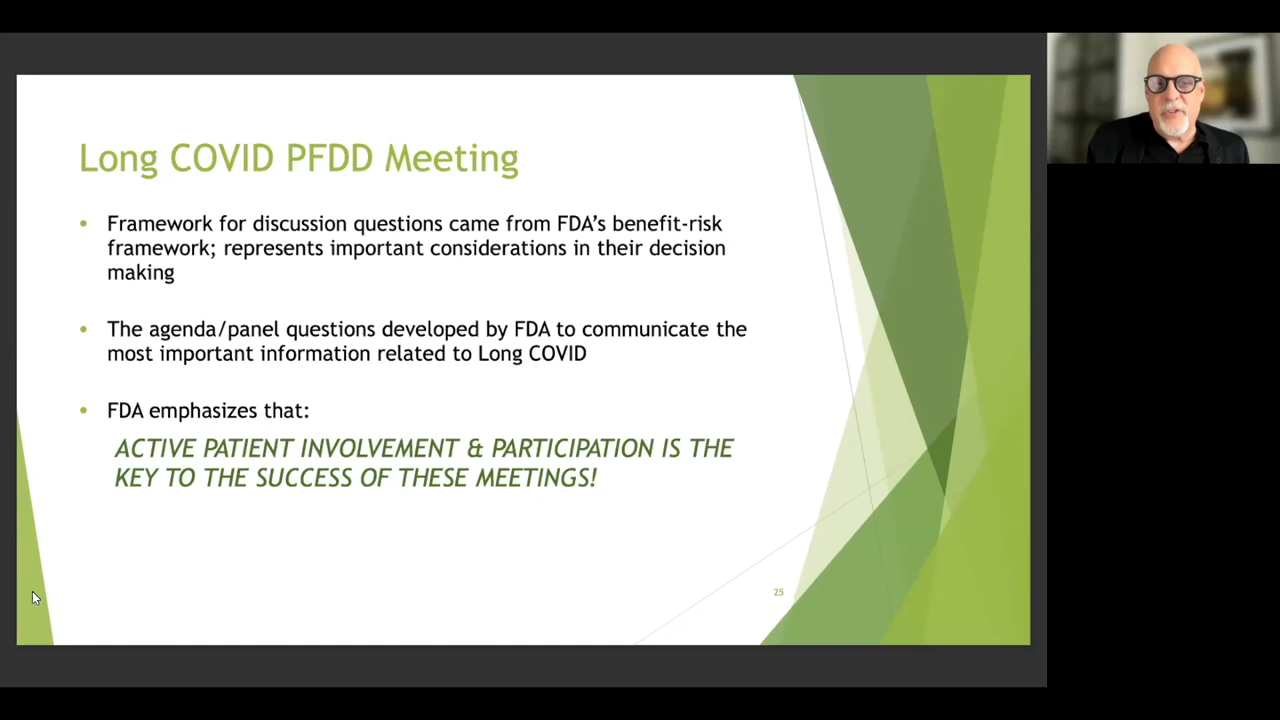 Long COVID PFDD Meeting
• Framework for discussion questions came from FDA’s benefit-risk
framework; represents important considerations in their decision
making
• The agenda/panel questions developed by FDA to communicate the
most important information related to Long COVID
• FDA emphasizes that:
ACTIVE PATIENT INVOLVEMENT & PARTICIPATION IS THE
KEY TO THE SUCCESS OF THESE MEETINGS!
25